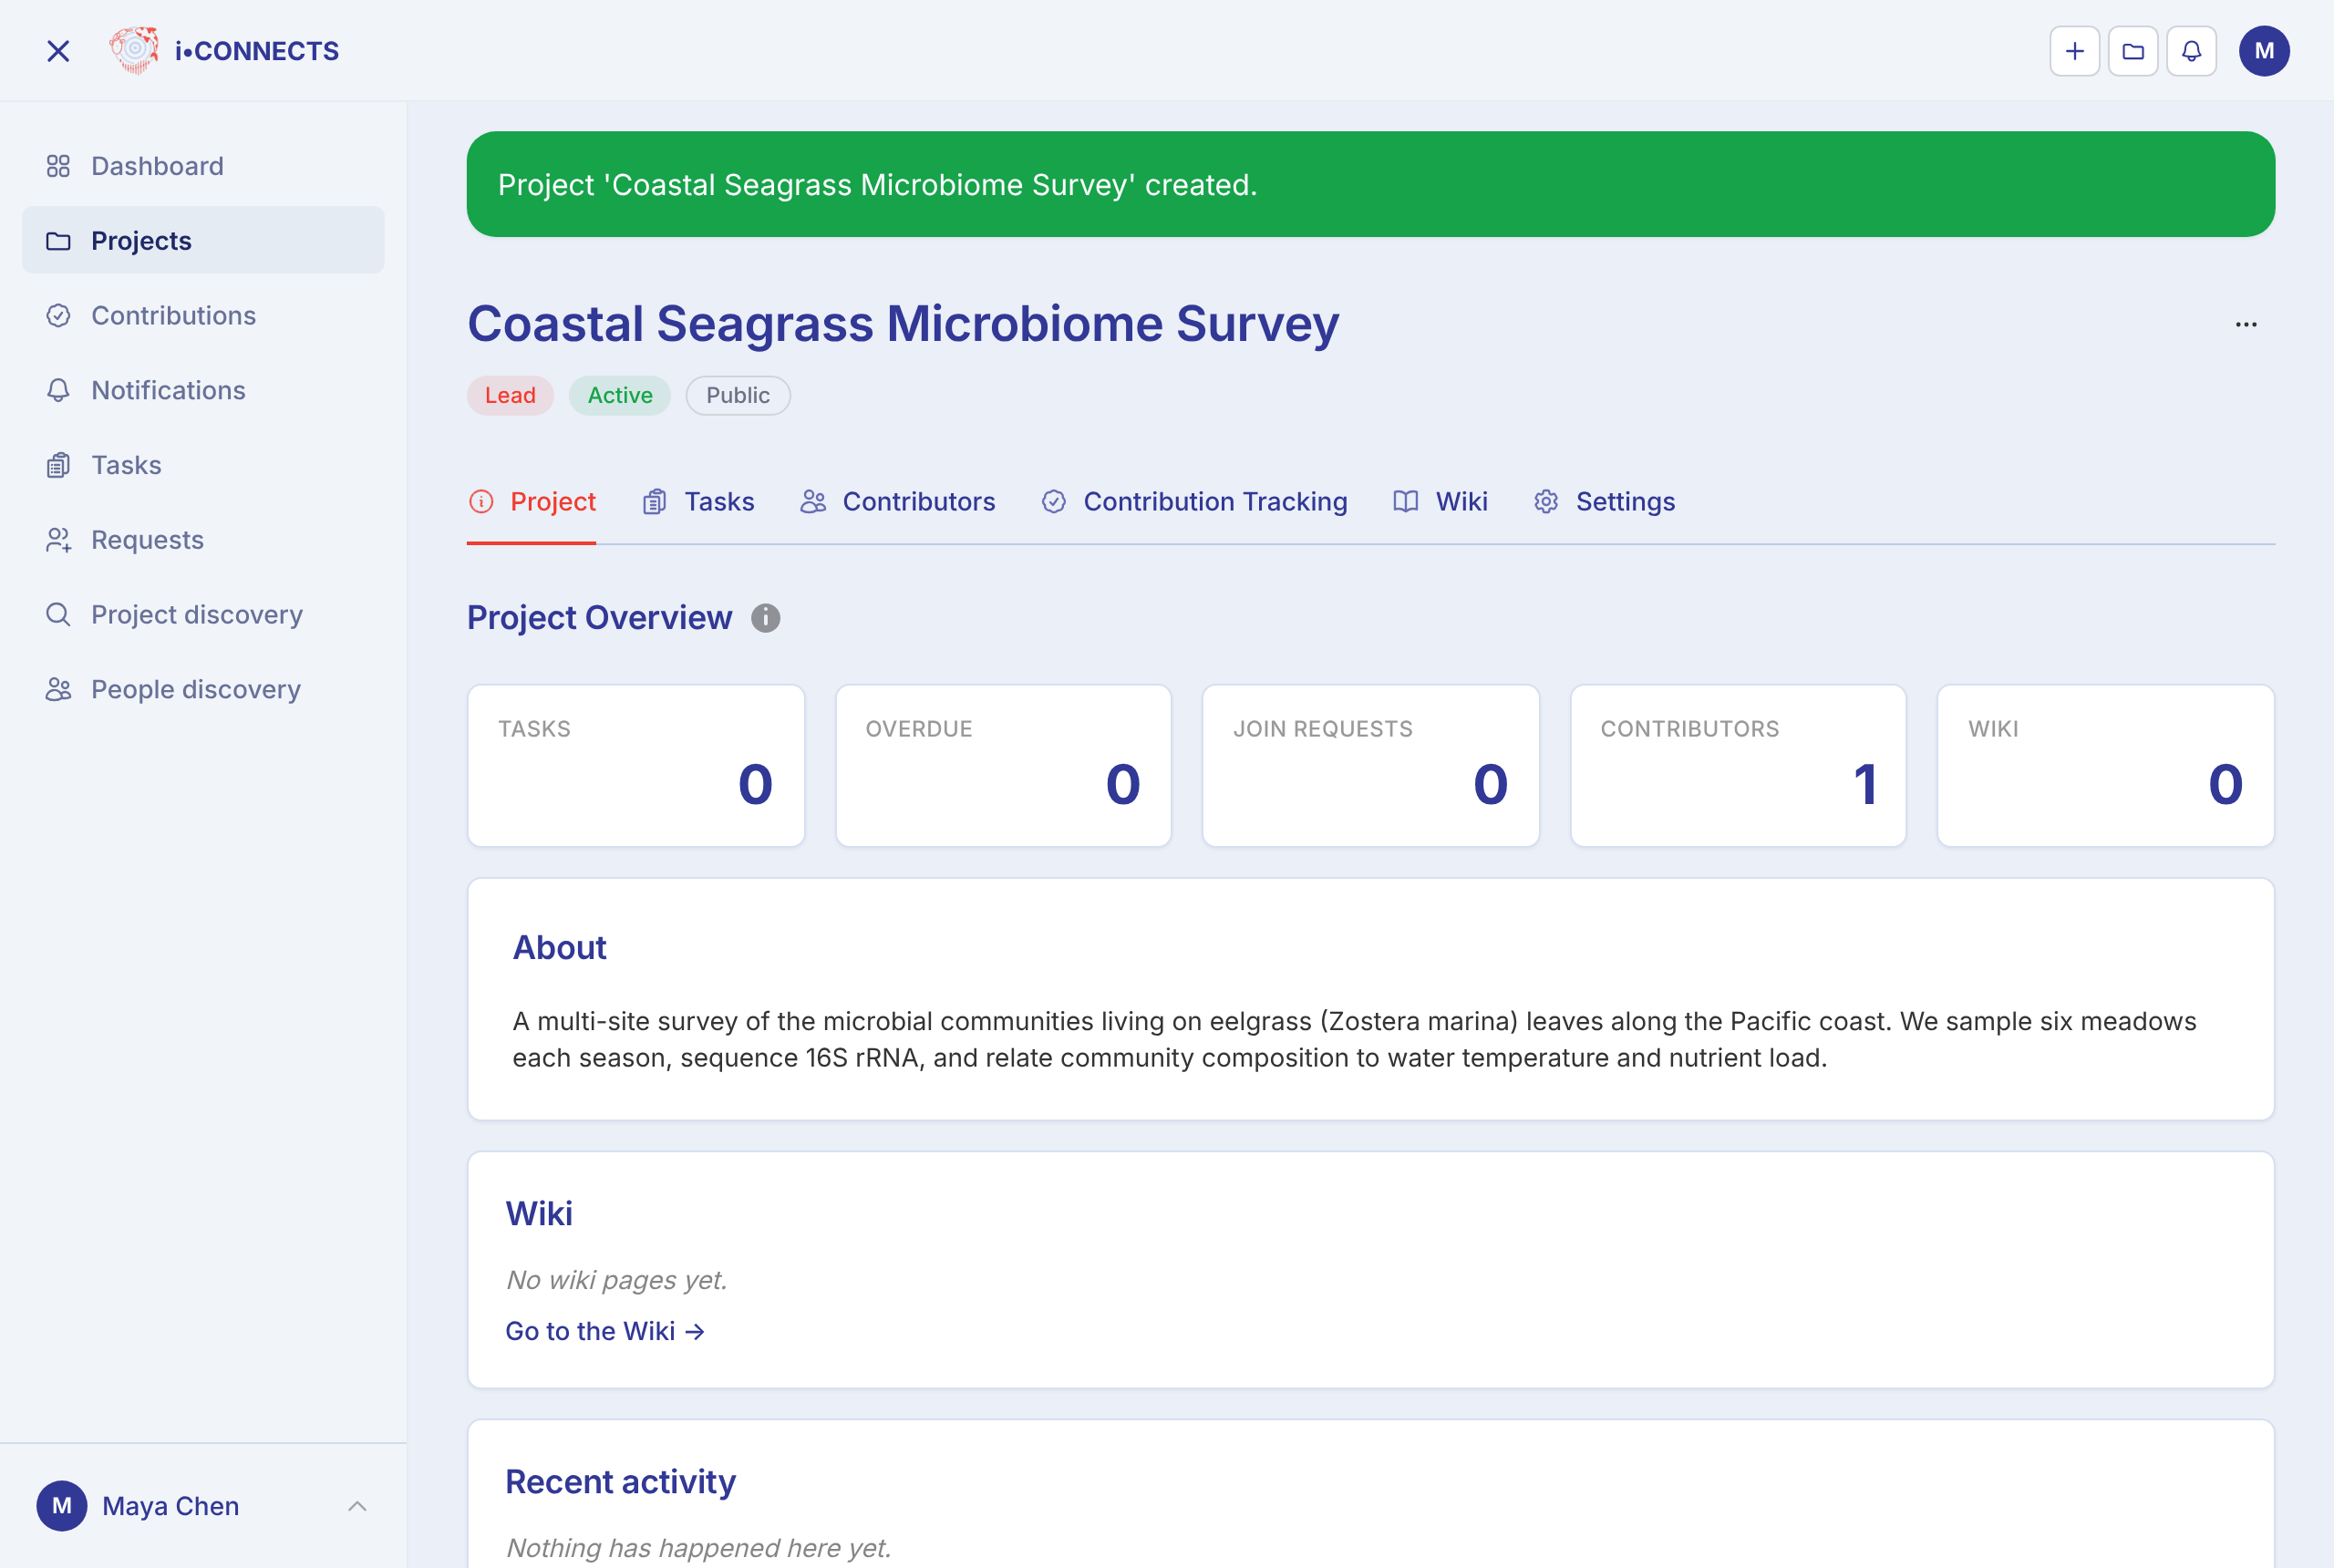 i•CONNECTS
M
Dashboard
Projects
Contributions
Notifications
Tasks
Requests
Project discovery
People discovery
M
Maya Chen
Project 'Coastal Seagrass Microbiome Survey' created.
Coastal Seagrass Microbiome Survey
Lead
Active
Public
Project
Tasks
Contributors
Contribution Tracking
Wiki
Settings
Project Overview
TASKS
0
OVERDUE
0
JOIN REQUESTS
0
CONTRIBUTORS
1
WIKI
0
About
A multi-site survey of the microbial communities living on eelgrass (Zostera marina) leaves along the Pacific coast. We sample six meadows
each season, sequence 16S rRNA, and relate community composition to water temperature and nutrient load.
Wiki
No wiki pages yet.
Go to the Wiki →
Recent activity
Nothing has happened here yet.